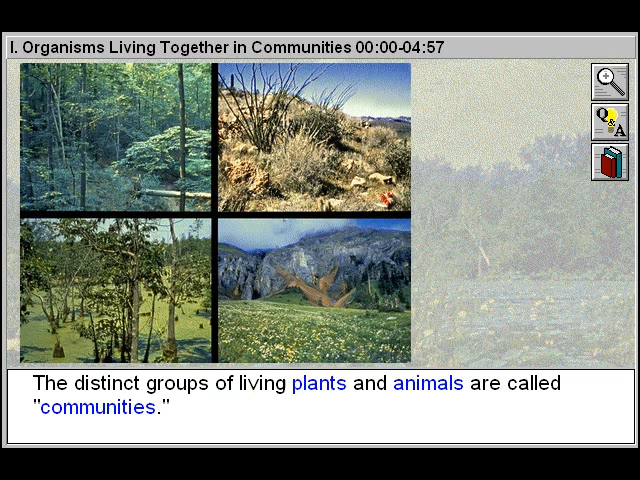 I. Organisms Living Together in Communities 00:00-04:57
Q&A
The distinct groups of living plants and animals are called
"communities."